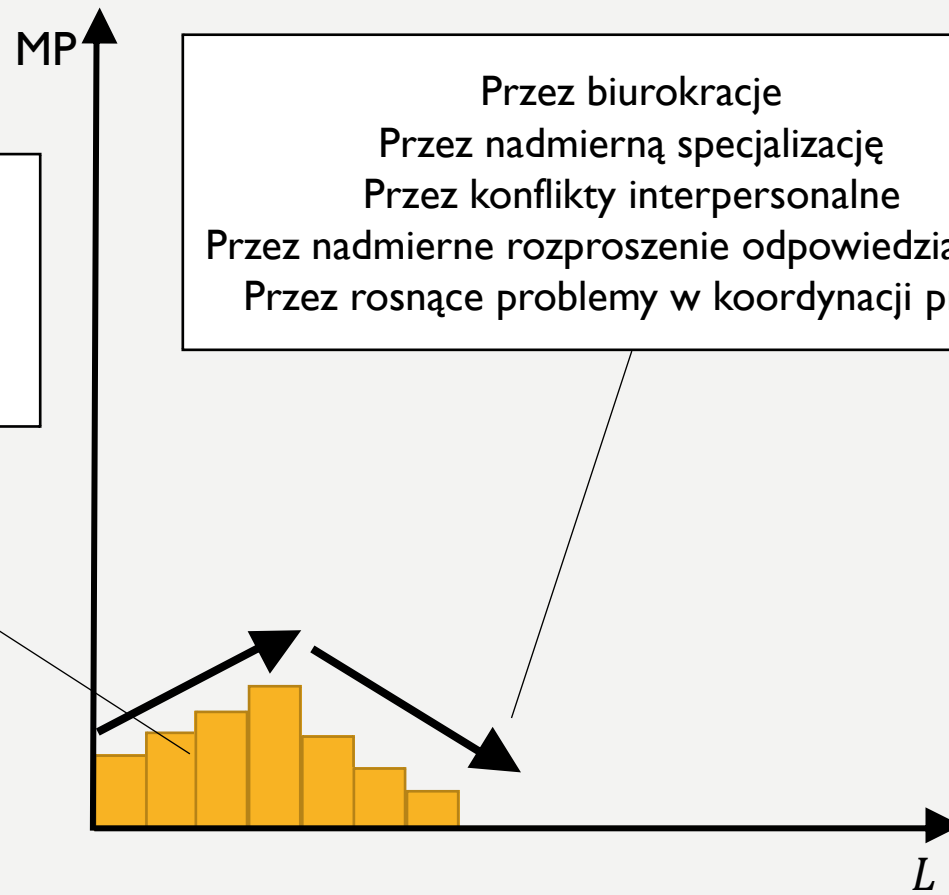 MP
Przez biurokracje
Przez nadmierną specjalizację
Przez konflikty interpersonalne
Przez nadmierne rozproszenie
Przez rosnące problemy w koordynacji
L